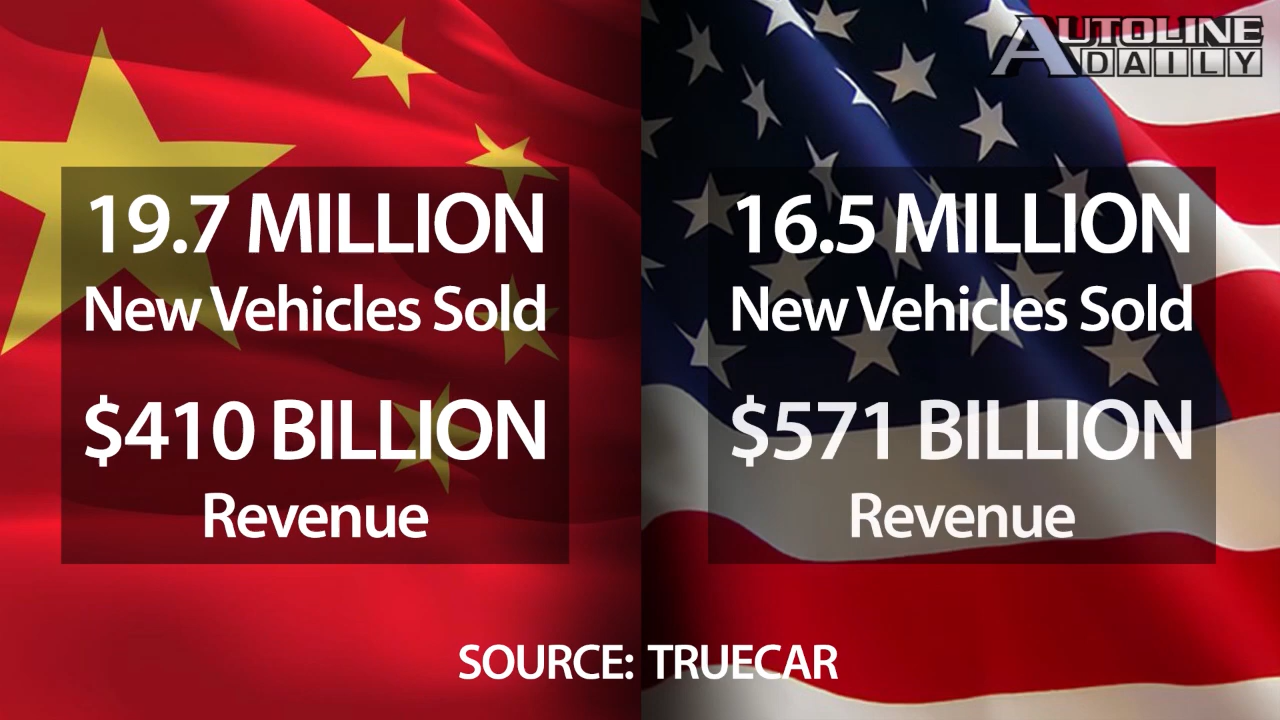 AUTOLINE
DAILY
19.7 MILLION
New Vehicles Sold
$410 BILLION
Revenue
16.5 MILLION
New Vehicles Sold
$571 BILLION
Revenue
SOURCE: TRUECAR